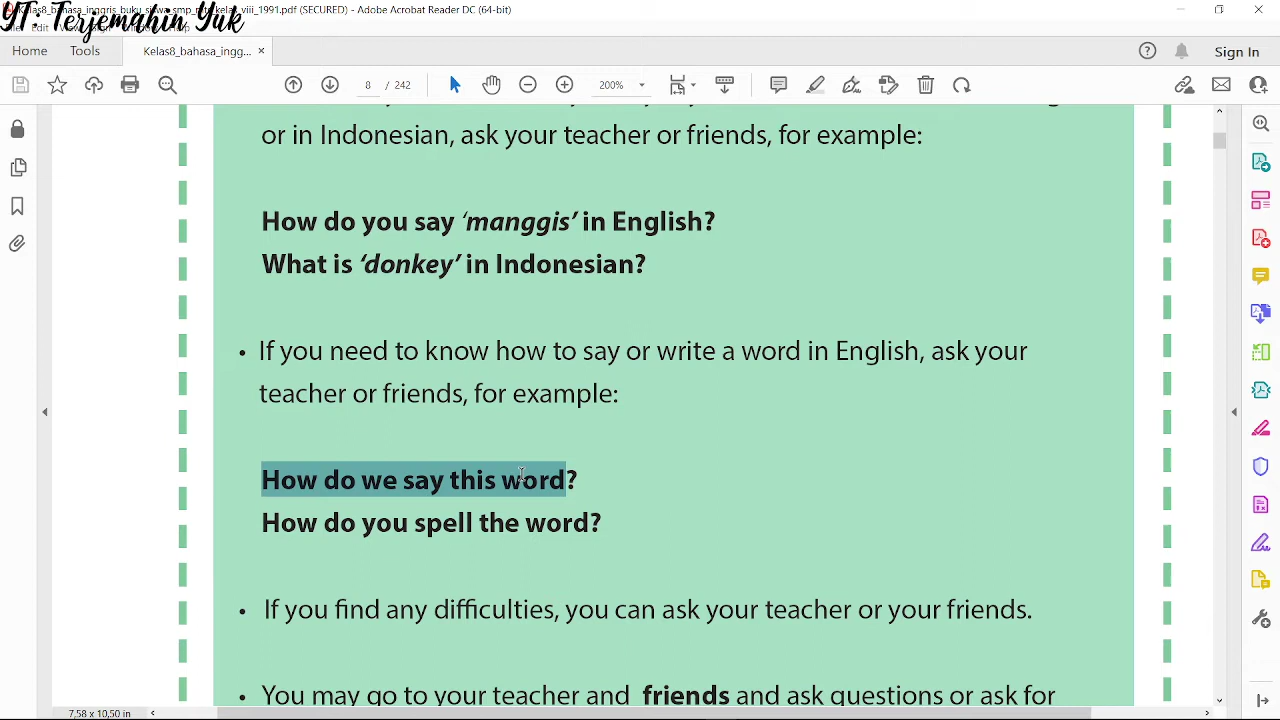 YT: Terjemahin Yuk
Kelas8_bahasa_inggris_buku_siswa_smp_mts_kelas_viii_1991.pdf (SECURED) - Adobe Acrobat Reader DC (64-bit)
Home Tools Kelas8_bahasa_ingg... × Sign In
8 / 242 200%
or in Indonesian, ask your teacher or friends, for example:
How do you say ‘manggis’ in English?
What is ‘donkey’ in Indonesian?
• If you need to know how to say or write a word in English, ask your
teacher or friends, for example:
How do we say this word?
How do you spell the word?
• If you find any difficulties, you can ask your teacher or your friends.
• You may go to your teacher and friends and ask questions or ask for
7,58 x 10,50 in